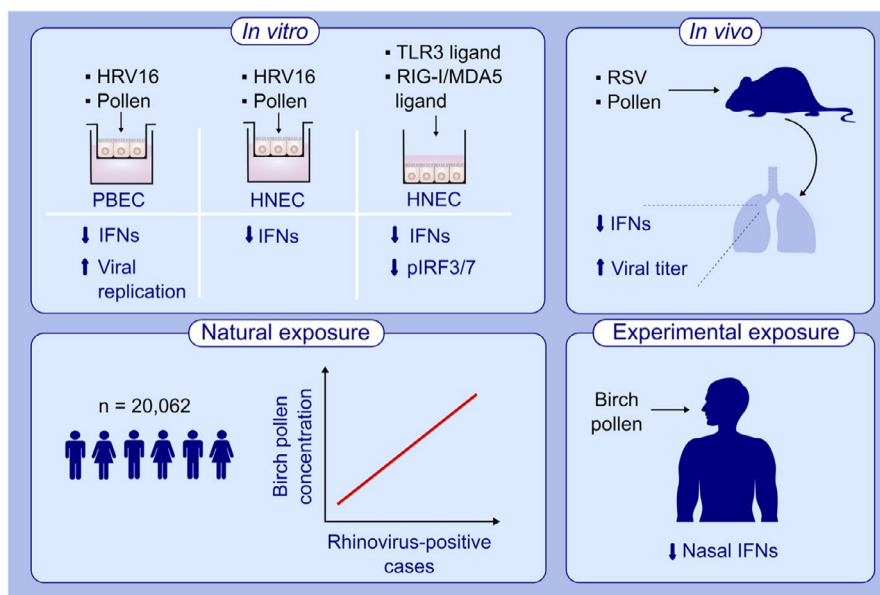 In vitro
▪ HRV16
▪ Pollen
PBEC
↓ IFNs
↑ Viral
replication
▪ HRV16
▪ Pollen
HNEC
↓ IFNs
▪ TLR3 ligand
▪ RIG-I/MDA5
ligand
HNEC
↓ IFNs
↓ pIRF3/7
In vivo
▪ RSV
▪ Pollen
↓ IFNs
↑ Viral titer
Natural exposure
n = 20,062
Birch pollen
concentration
Rhinovirus-positive
cases
Experimental exposure
Birch
pollen
↓ Nasal IFNs